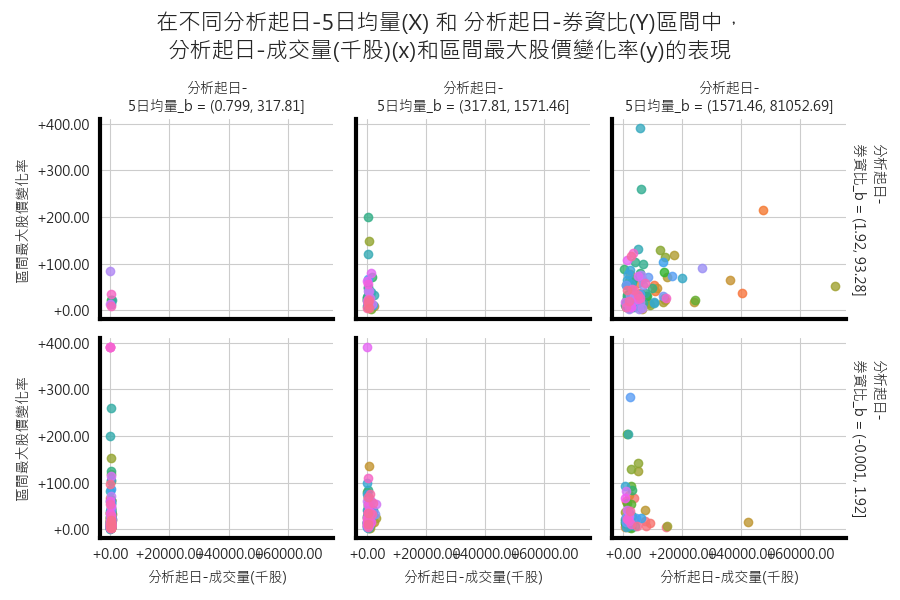 在不同分析起日-5日均量(X) 和 分析起日-券資比(Y)區間中，
分析起日-成交量(千股)(x)和區間最大股價變化率(y)的表現
分析起日-
5日均量_b = (0.799, 317.81]
分析起日-
5日均量_b = (317.81, 1571.46]
分析起日-
5日均量_b = (1571.46, 81052.69]
區間最大股價變化率
+400.00
+300.00
+200.00
+100.00
+0.00
分析起日-
券資比_b = (1.92, 93.28]
區間最大股價變化率
+400.00
+300.00
+200.00
+100.00
+0.00
分析起日-
券資比_b = (-0.001, 1.92]
+0.00 +20000.00 +40000.00 +60000.00
+0.00 +20000.00 +40000.00 +60000.00
+0.00 +20000.00 +40000.00 +60000.00
分析起日-成交量(千股)
分析起日-成交量(千股)
分析起日-成交量(千股)